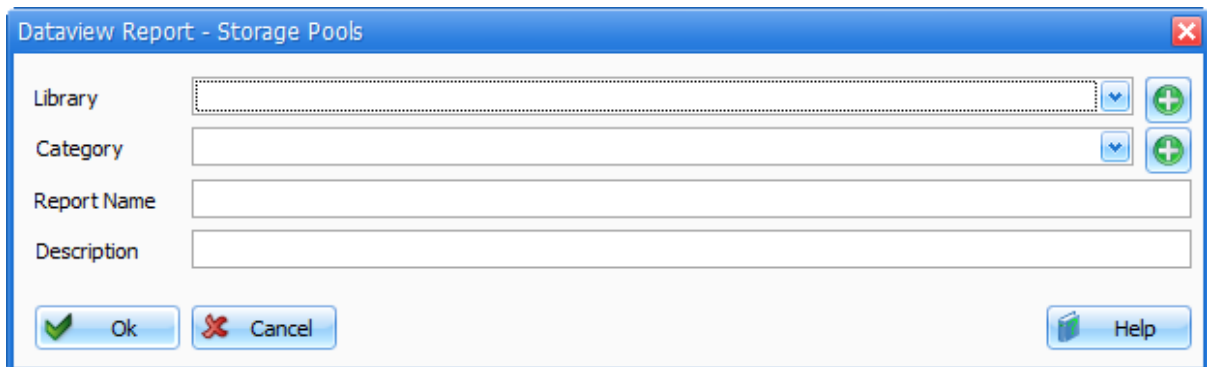 Dataview Report - Storage Pools
Library
Category
Report Name
Description
Ok Cancel Help